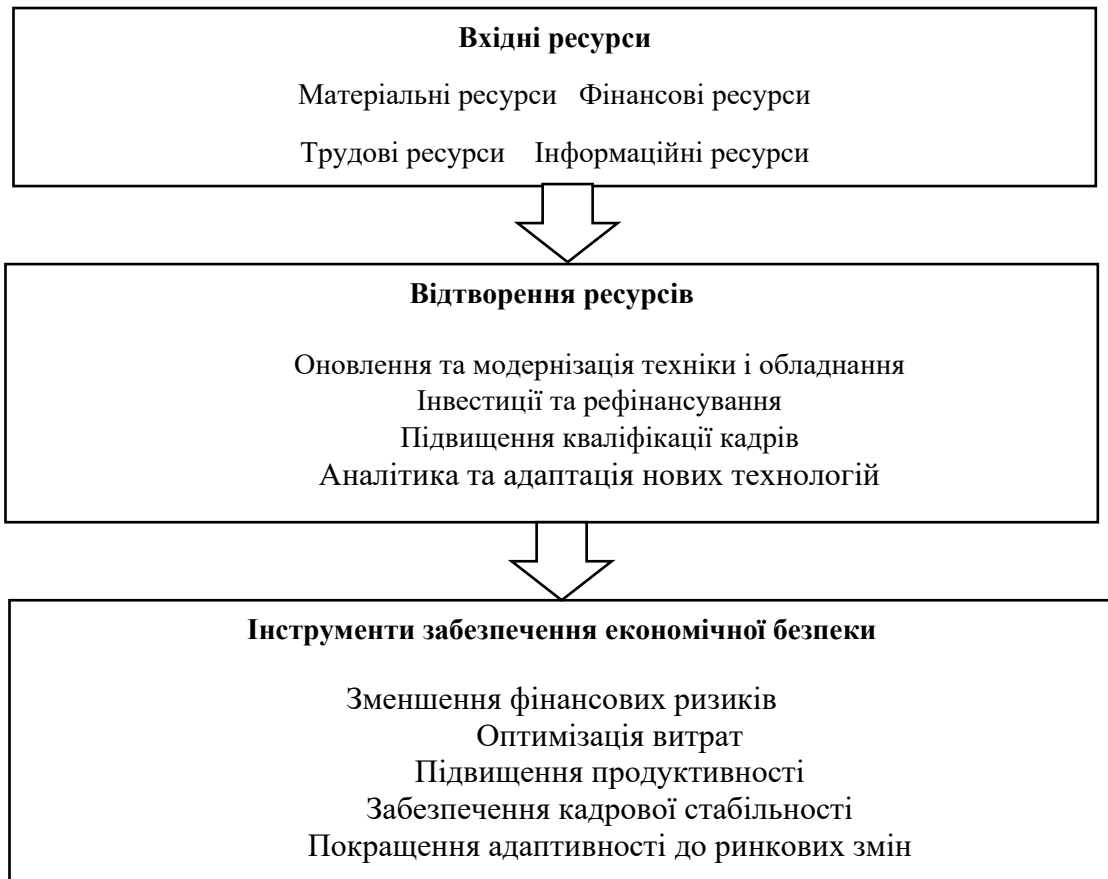 Вхідні ресурси
Матеріальні ресурси Фінансові ресурси
Трудові ресурси Інформаційні ресурси
Відтворення ресурсів
Оновлення та модернізація техніки і обладнання
Інвестиції та рефінансування
Підвищення кваліфікації кадрів
Аналітика та адаптація нових технологій
Інструменти забезпечення економічної безпеки
Зменшення фінансових ризиків
Оптимізація витрат
Підвищення продуктивності
Забезпечення кадрової стабільності
Покращення адаптивності до ринкових змін